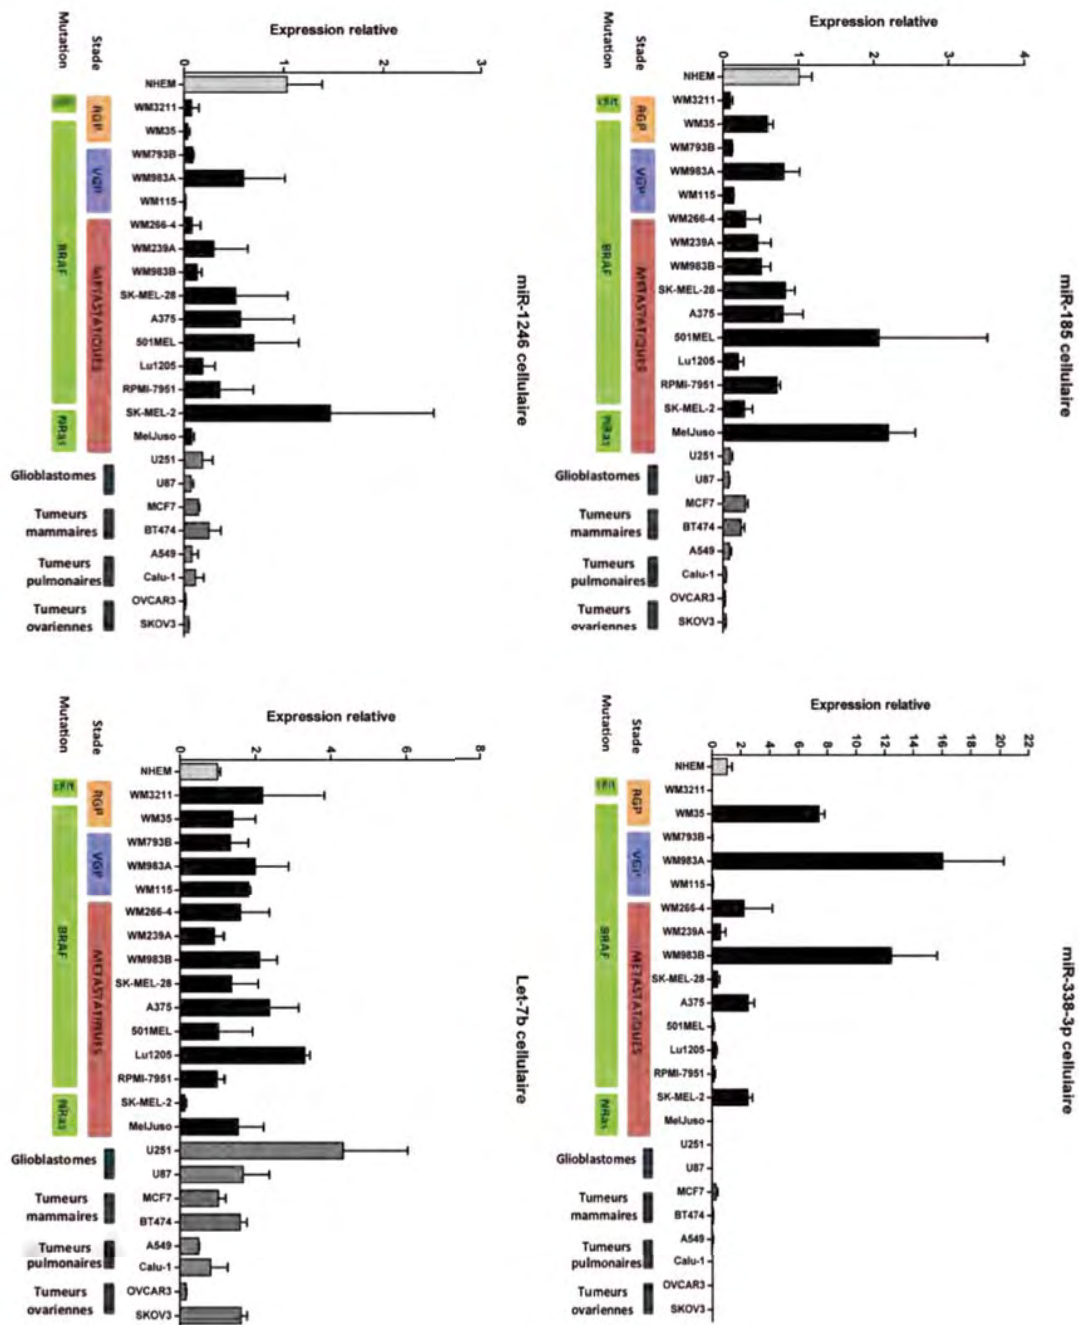 miR-1246 cellulaire
Expression relative
0
1
2
3
NHEM
WM3211
WM35
WM793B
WM983A
WM115
WM266-4
WM239A
WM983B
SK-MEL-28
A375
501MEL
Lu1205
RPMI-7951
SK-MEL-2
MelJuso
U251
U87
MCF7
BT474
A549
Calu-1
OVCAR3
SKOV3
Stade
RGP
VGP
METASTATIQUES
Mutation
BRAF
NRas
Glioblastomes
Tumeurs
mammaires
Tumeurs
pulmonaires
Tumeurs
ovariennes
miR-185 cellulaire
Expression relative
0
1
2
3
4
NHEM
WM3211
WM35
WM793B
WM983A
WM115
WM266-4
WM239A
WM983B
SK-MEL-28
A375
501MEL
Lu1205
RPMI-7951
SK-MEL-2
MelJuso
U251
U87
MCF7
BT474
A549
Calu-1
OVCAR3
SKOV3
Stade
RGP
VGP
METASTATIQUES
Mutation
BRAF
NRas
Glioblastomes
Tumeurs
mammaires
Tumeurs
pulmonaires
Tumeurs
ovariennes
Let-7b cellulaire
Expression relative
0
2
4
6
8
NHEM
WM3211
WM35
WM793B
WM983A
WM115
WM266-4
WM239A
WM983B
SK-MEL-28
A375
501MEL
Lu1205
RPMI-7951
SK-MEL-2
MelJuso
U251
U87
MCF7
BT474
A549
Calu-1
OVCAR3
SKOV3
Stade
RGP
VGP
METASTATIQUES
Mutation
BRAF
NRas
Glioblastomes
Tumeurs
mammaires
Tumeurs
pulmonaires
Tumeurs
ovariennes
miR-338-3p cellulaire
Expression relative
0
2
4
6
8
10
12
14
16
18
20
22
NHEM
WM3211
WM35
WM793B
WM983A
WM115
WM266-4
WM239A
WM983B
SK-MEL-28
A375
501MEL
Lu1205
RPMI-7951
SK-MEL-2
MelJuso
U251
U87
MCF7
BT474
A549
Calu-1
OVCAR3
SKOV3
Stade
RGP
VGP
METASTATIQUES
Mutation
BRAF
NRas
Glioblastomes
Tumeurs
mammaires
Tumeurs
pulmonaires
Tumeurs
ovariennes